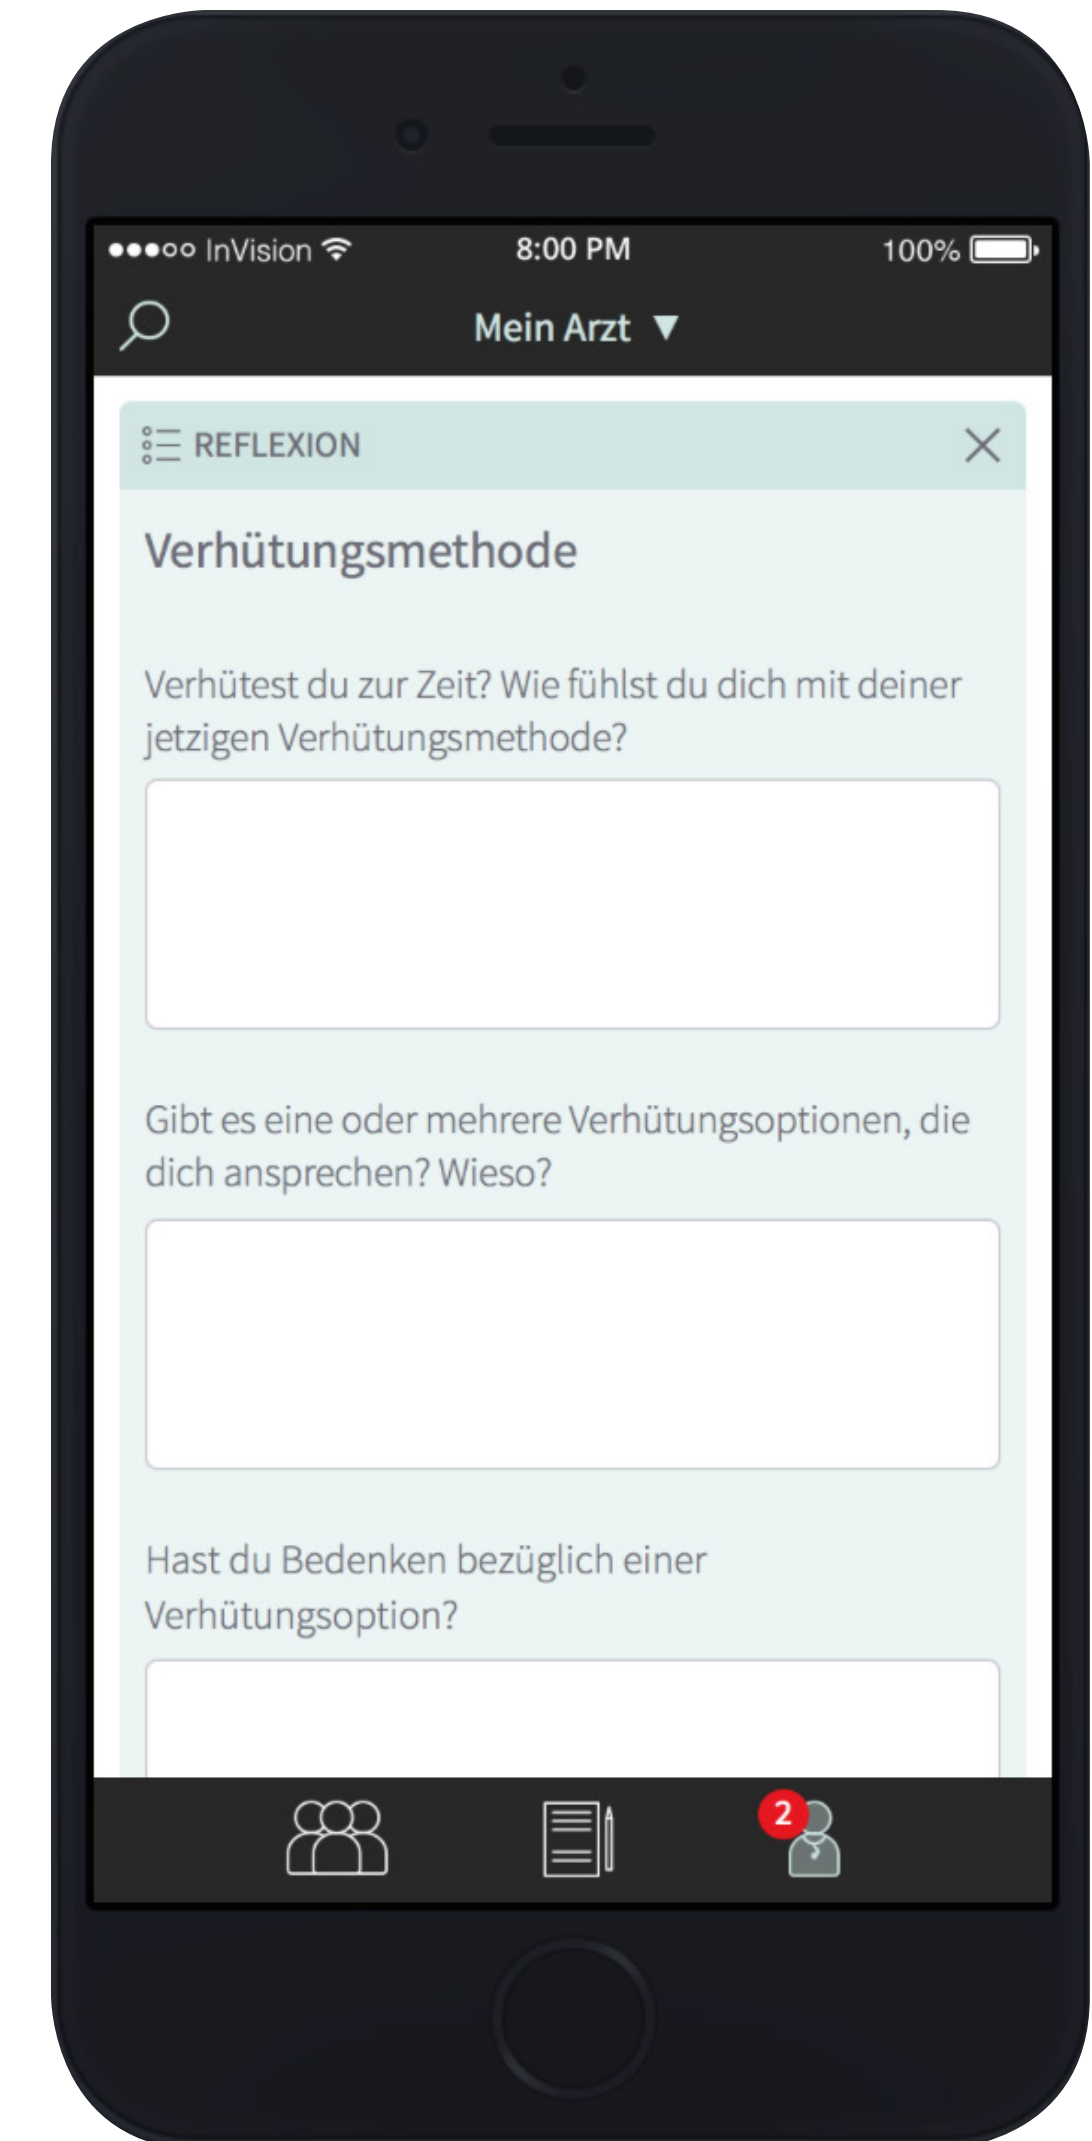 InVision 8:00 PM 100%
Mein Arzt ▼
REFLEXION
Verhütungsmethode
Verhütest du zur Zeit? Wie fühlst du dich mit deiner
jetzigen Verhütungsmethode?
Gibt es eine oder mehrere Verhütungsoptionen, die
dich ansprechen? Wieso?
Hast du Bedenken bezüglich einer
Verhütungsoption?
2